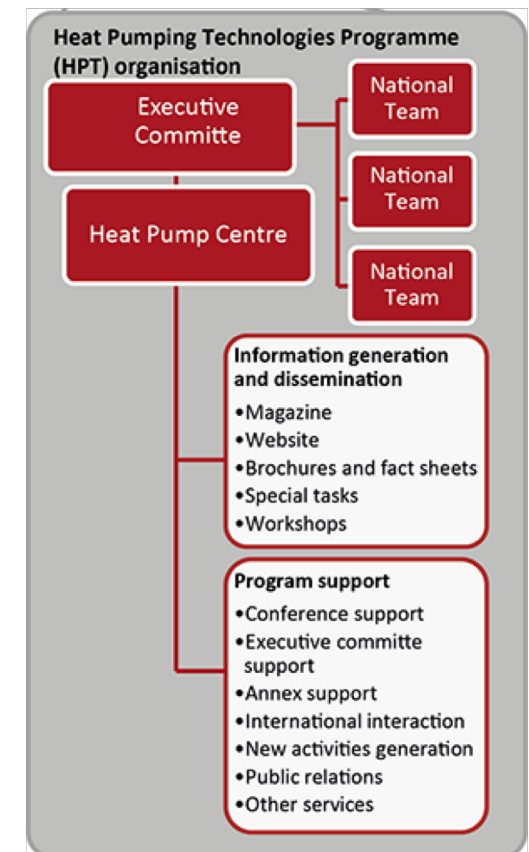 Heat Pumping Technologies Programme
(HPT) organisation
Executive
Committe
National
Team
National
Team
Heat Pump Centre
National
Team
Information generation
and dissemination
•Magazine
•Website
•Brochures and fact sheets
•Special tasks
•Workshops
Program support
•Conference support
•Executive committe
support
•Annex support
•International interaction
•New activities generation
•Public relations
•Other services